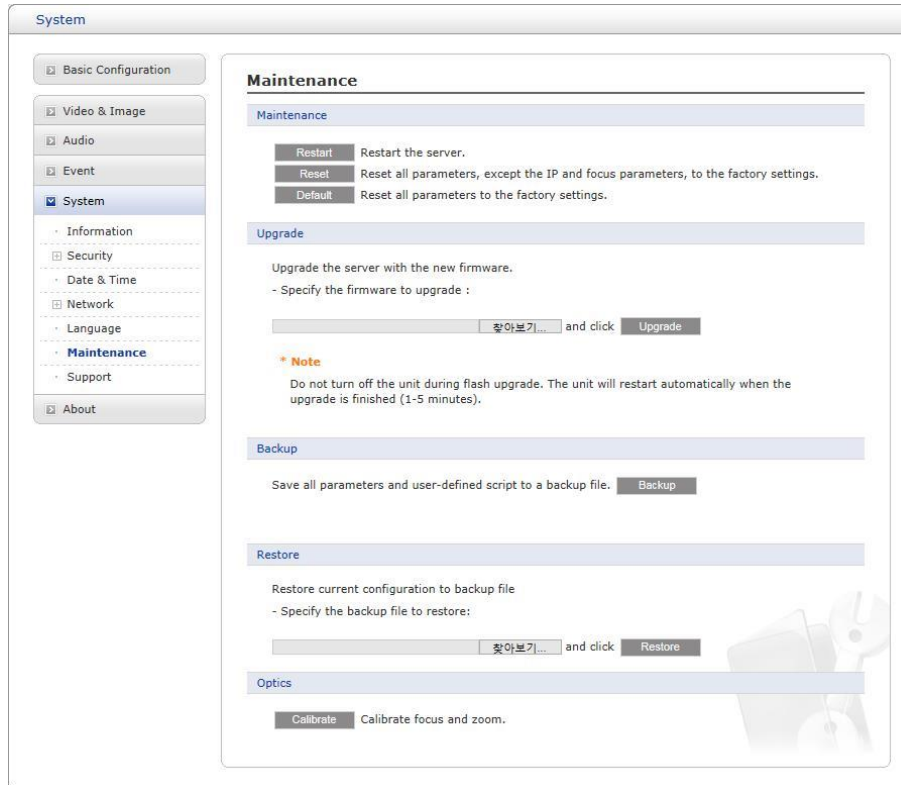 System
Basic Configuration
Video & Image
Audio
Event
System
Information
Security
Date & Time
Network
Language
Maintenance
Support
About
Maintenance
Maintenance
Restart Restart the server.
Reset Reset all parameters, except the IP and focus parameters, to the factory settings.
Default Reset all parameters to the factory settings.
Upgrade
Upgrade the server with the new firmware.
- Specify the firmware to upgrade :
찾아보기... and click Upgrade
* Note
Do not turn off the unit during flash upgrade. The unit will restart automatically when the
upgrade is finished (1-5 minutes).
Backup
Save all parameters and user-defined script to a backup file. Backup
Restore
Restore current configuration to backup file
- Specify the backup file to restore:
찾아보기... and click Restore
Optics
Calibrate Calibrate focus and zoom.